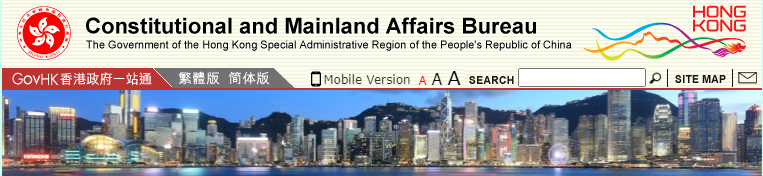 Constitutional and Mainland Affairs Bureau
The Government of the Hong Kong Special Administrative Region of the People's Republic of China
HONG
KONG
GovHK香港政府一站通 繁體版 简体版 Mobile Version A A A SEARCH SITE MAP